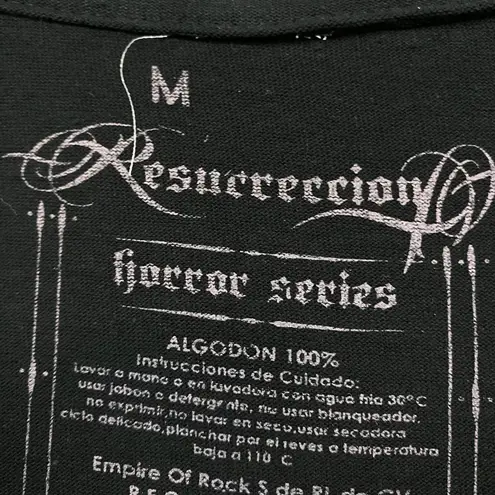 M
Resurreccion
horror series
ALGODON 100%
Instrucciones de Cuidado:
Lavar a mano o en lavadora con agua fria 30°C
usar jabon o detergente, no usar blanqueador,
no exprimir,no lavar en seco,usar secadora
ciclo delicado,planchar por el reves a temperatura
baja a 110 C
Empire Of Rock S de RL de CV